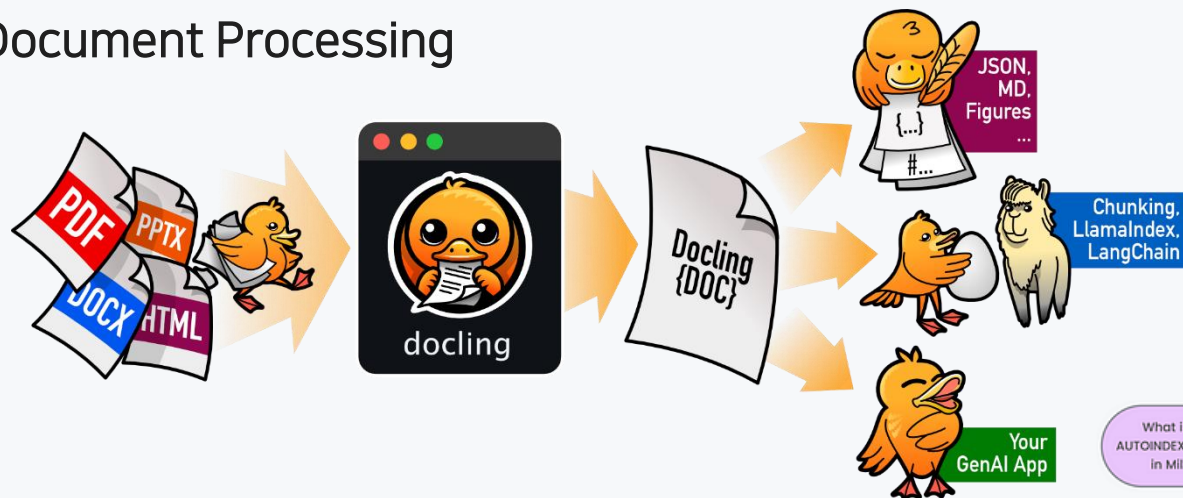 Document Processing
PDF
PPTX
DOCX
HTML
docling
Docling
{DOC}
{...}
#...
JSON,
MD,
Figures
...
Chunking,
LlamaIndex,
LangChain
Your
GenAI App
What i
AUTOINDEX
in Mil